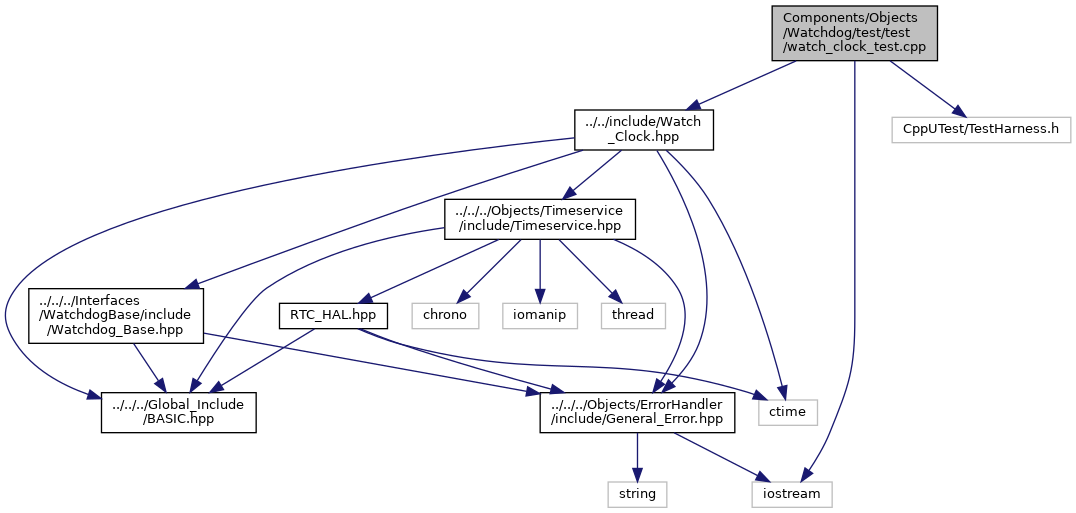 Components/Objects
/Watchdog/test/test
/watch_clock_test.cpp
../../include/Watch
_Clock.hpp
CppUTest/TestHarness.h
../../../Objects/Timeservice
/include/Timeservice.hpp
../../../Interfaces
/WatchdogBase/include
/Watchdog_Base.hpp
RTC_HAL.hpp
chrono
iomanip
thread
../../../Global_Include
/BASIC.hpp
../../../Objects/ErrorHandler
/include/General_Error.hpp
ctime
string
iostream